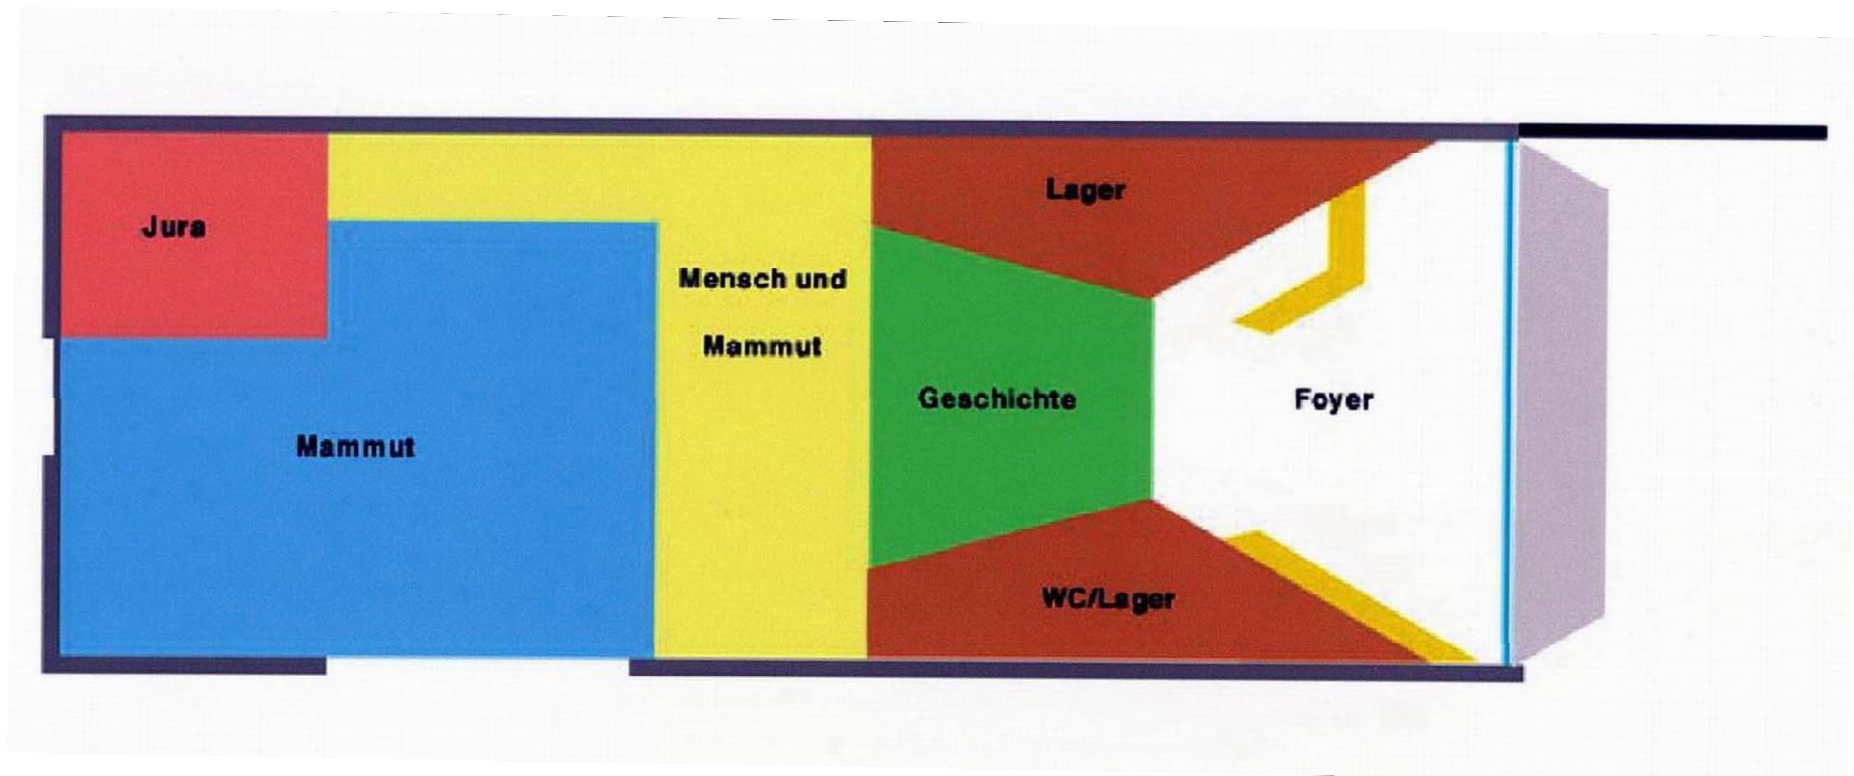 Lager
Jura
Mensch und
Mammut
Geschichte
Foyer
Mammut
WC/Lager